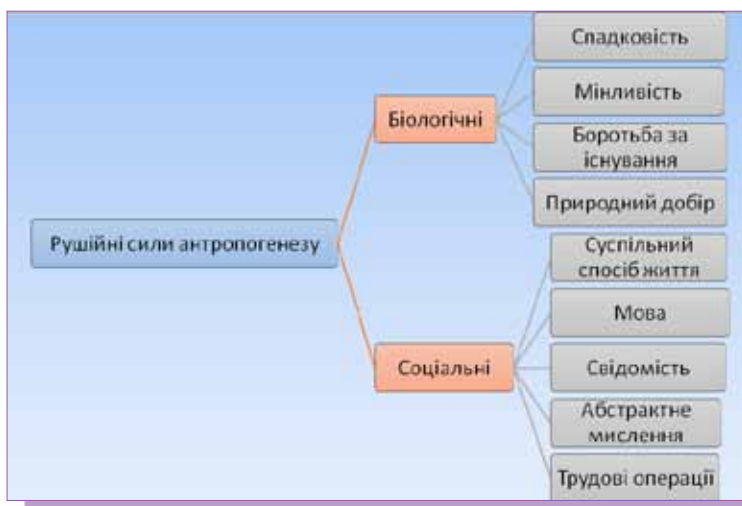 Рушійні сили антропогенезу
Біологічні
Спадковість
Мінливість
Боротьба за
існування
Природний добір
Соціальні
Суспільний
спосіб життя
Мова
Свідомість
Абстрактне
мислення
Трудові операції